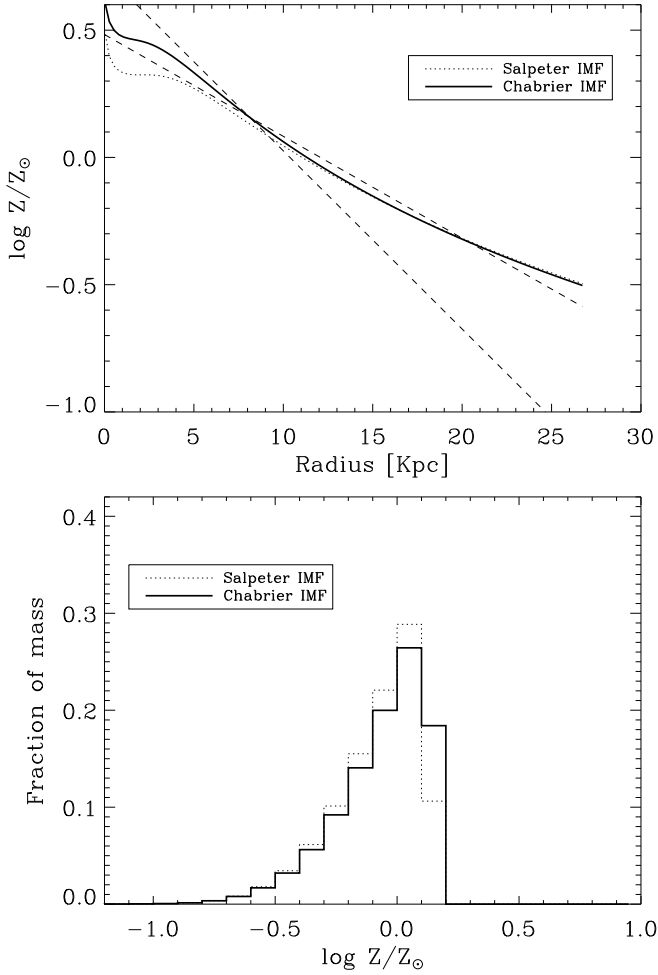 0.5
0.0
−0.5
−1.0
log Z/Z⊙
Salpeter IMF
Chabrier IMF
0 5 10 15 20 25 30
Radius [Kpc]
0.4
0.3
0.2
0.1
0.0
Fraction of mass
Salpeter IMF
Chabrier IMF
−1.0 −0.5 0.0 0.5 1.0
log Z/Z⊙